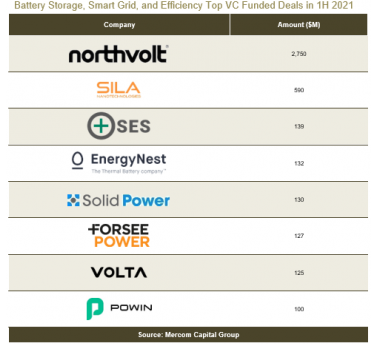 Battery Storage, Smart Grid, and Efficiency Top VC Funded Deals in 1H 2021
Company Amount ($M)
northvolt 2,750
SILA
NANOTECHNOLOGIES 590
SES 139
EnergyNest
The Thermal Battery company™ 132
Solid Power 130
FORSEE
POWER 127
VOLTA 125
POWIN 100
Source: Mercom Capital Group